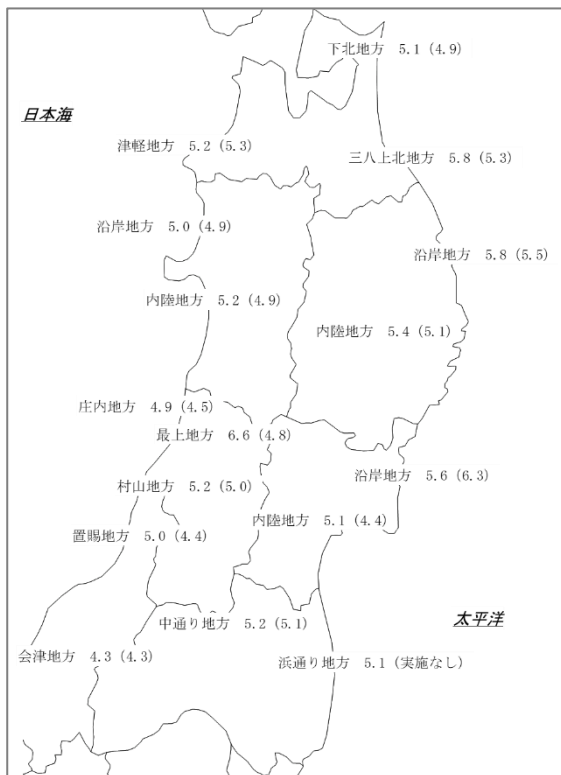 下北地方 5.1 (4.9)
日本海
津軽地方 5.2 (5.3)
三八上北地方 5.8 (5.3)
沿岸地方 5.0 (4.9)
沿岸地方 5.8 (5.5)
内陸地方 5.2 (4.9)
内陸地方 5.4 (5.1)
庄内地方 4.9 (4.5)
最上地方 6.6 (4.8)
沿岸地方 5.6 (6.3)
村山地方 5.2 (5.0)
内陸地方 5.1 (4.4)
置賜地方 5.0 (4.4)
中通り地方 5.2 (5.1)
太平洋
会津地方 4.3 (4.3)
浜通り地方 5.1 (実施なし)